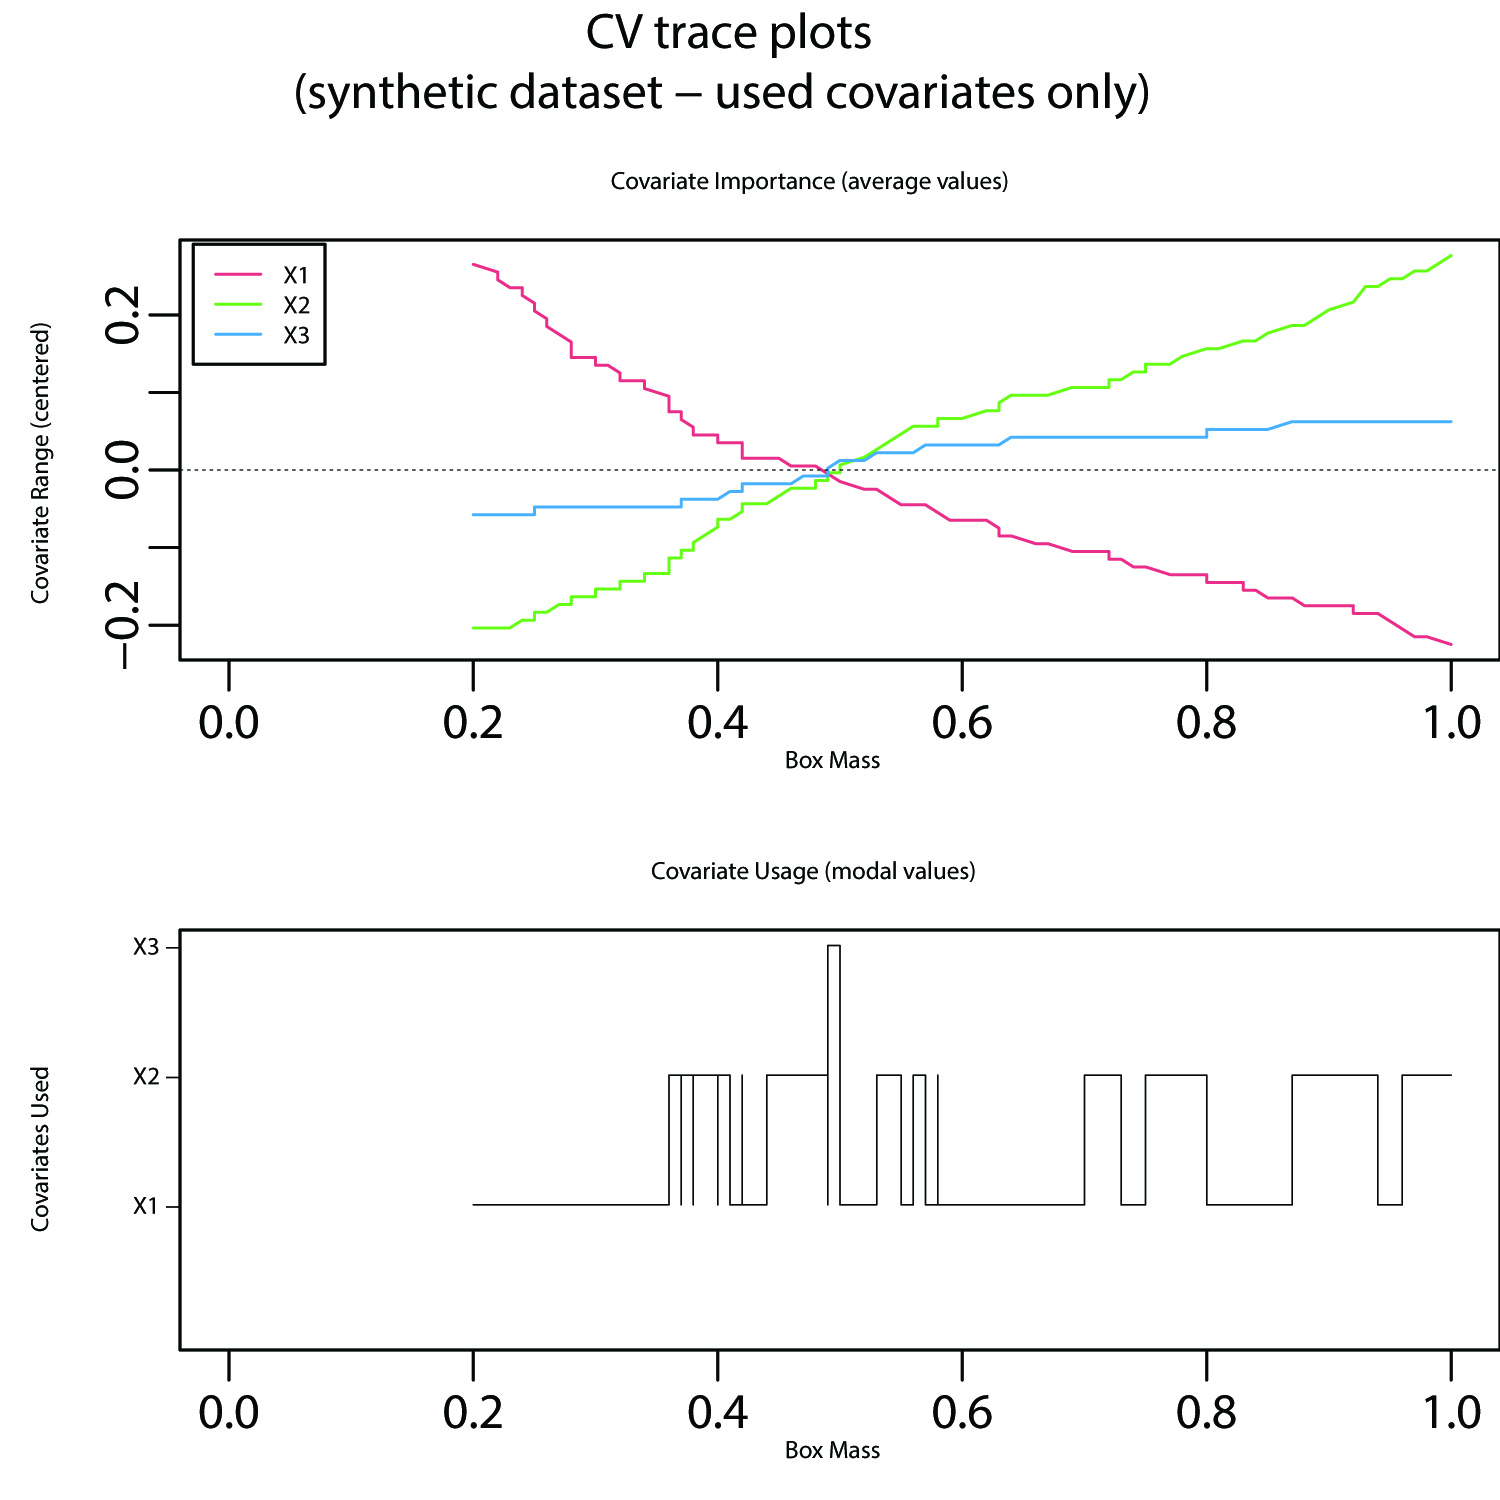 CV trace plots
(synthetic dataset – used covariates only)
Covariate Importance (average values)
X1
X2
X3
Covariate Range (centered)
0.2
0.0
−0.2
0.0 0.2 0.4 0.6 0.8 1.0
Box Mass
Covariate Usage (modal values)
Covariates Used
X3
X2
X1
0.0 0.2 0.4 0.6 0.8 1.0
Box Mass